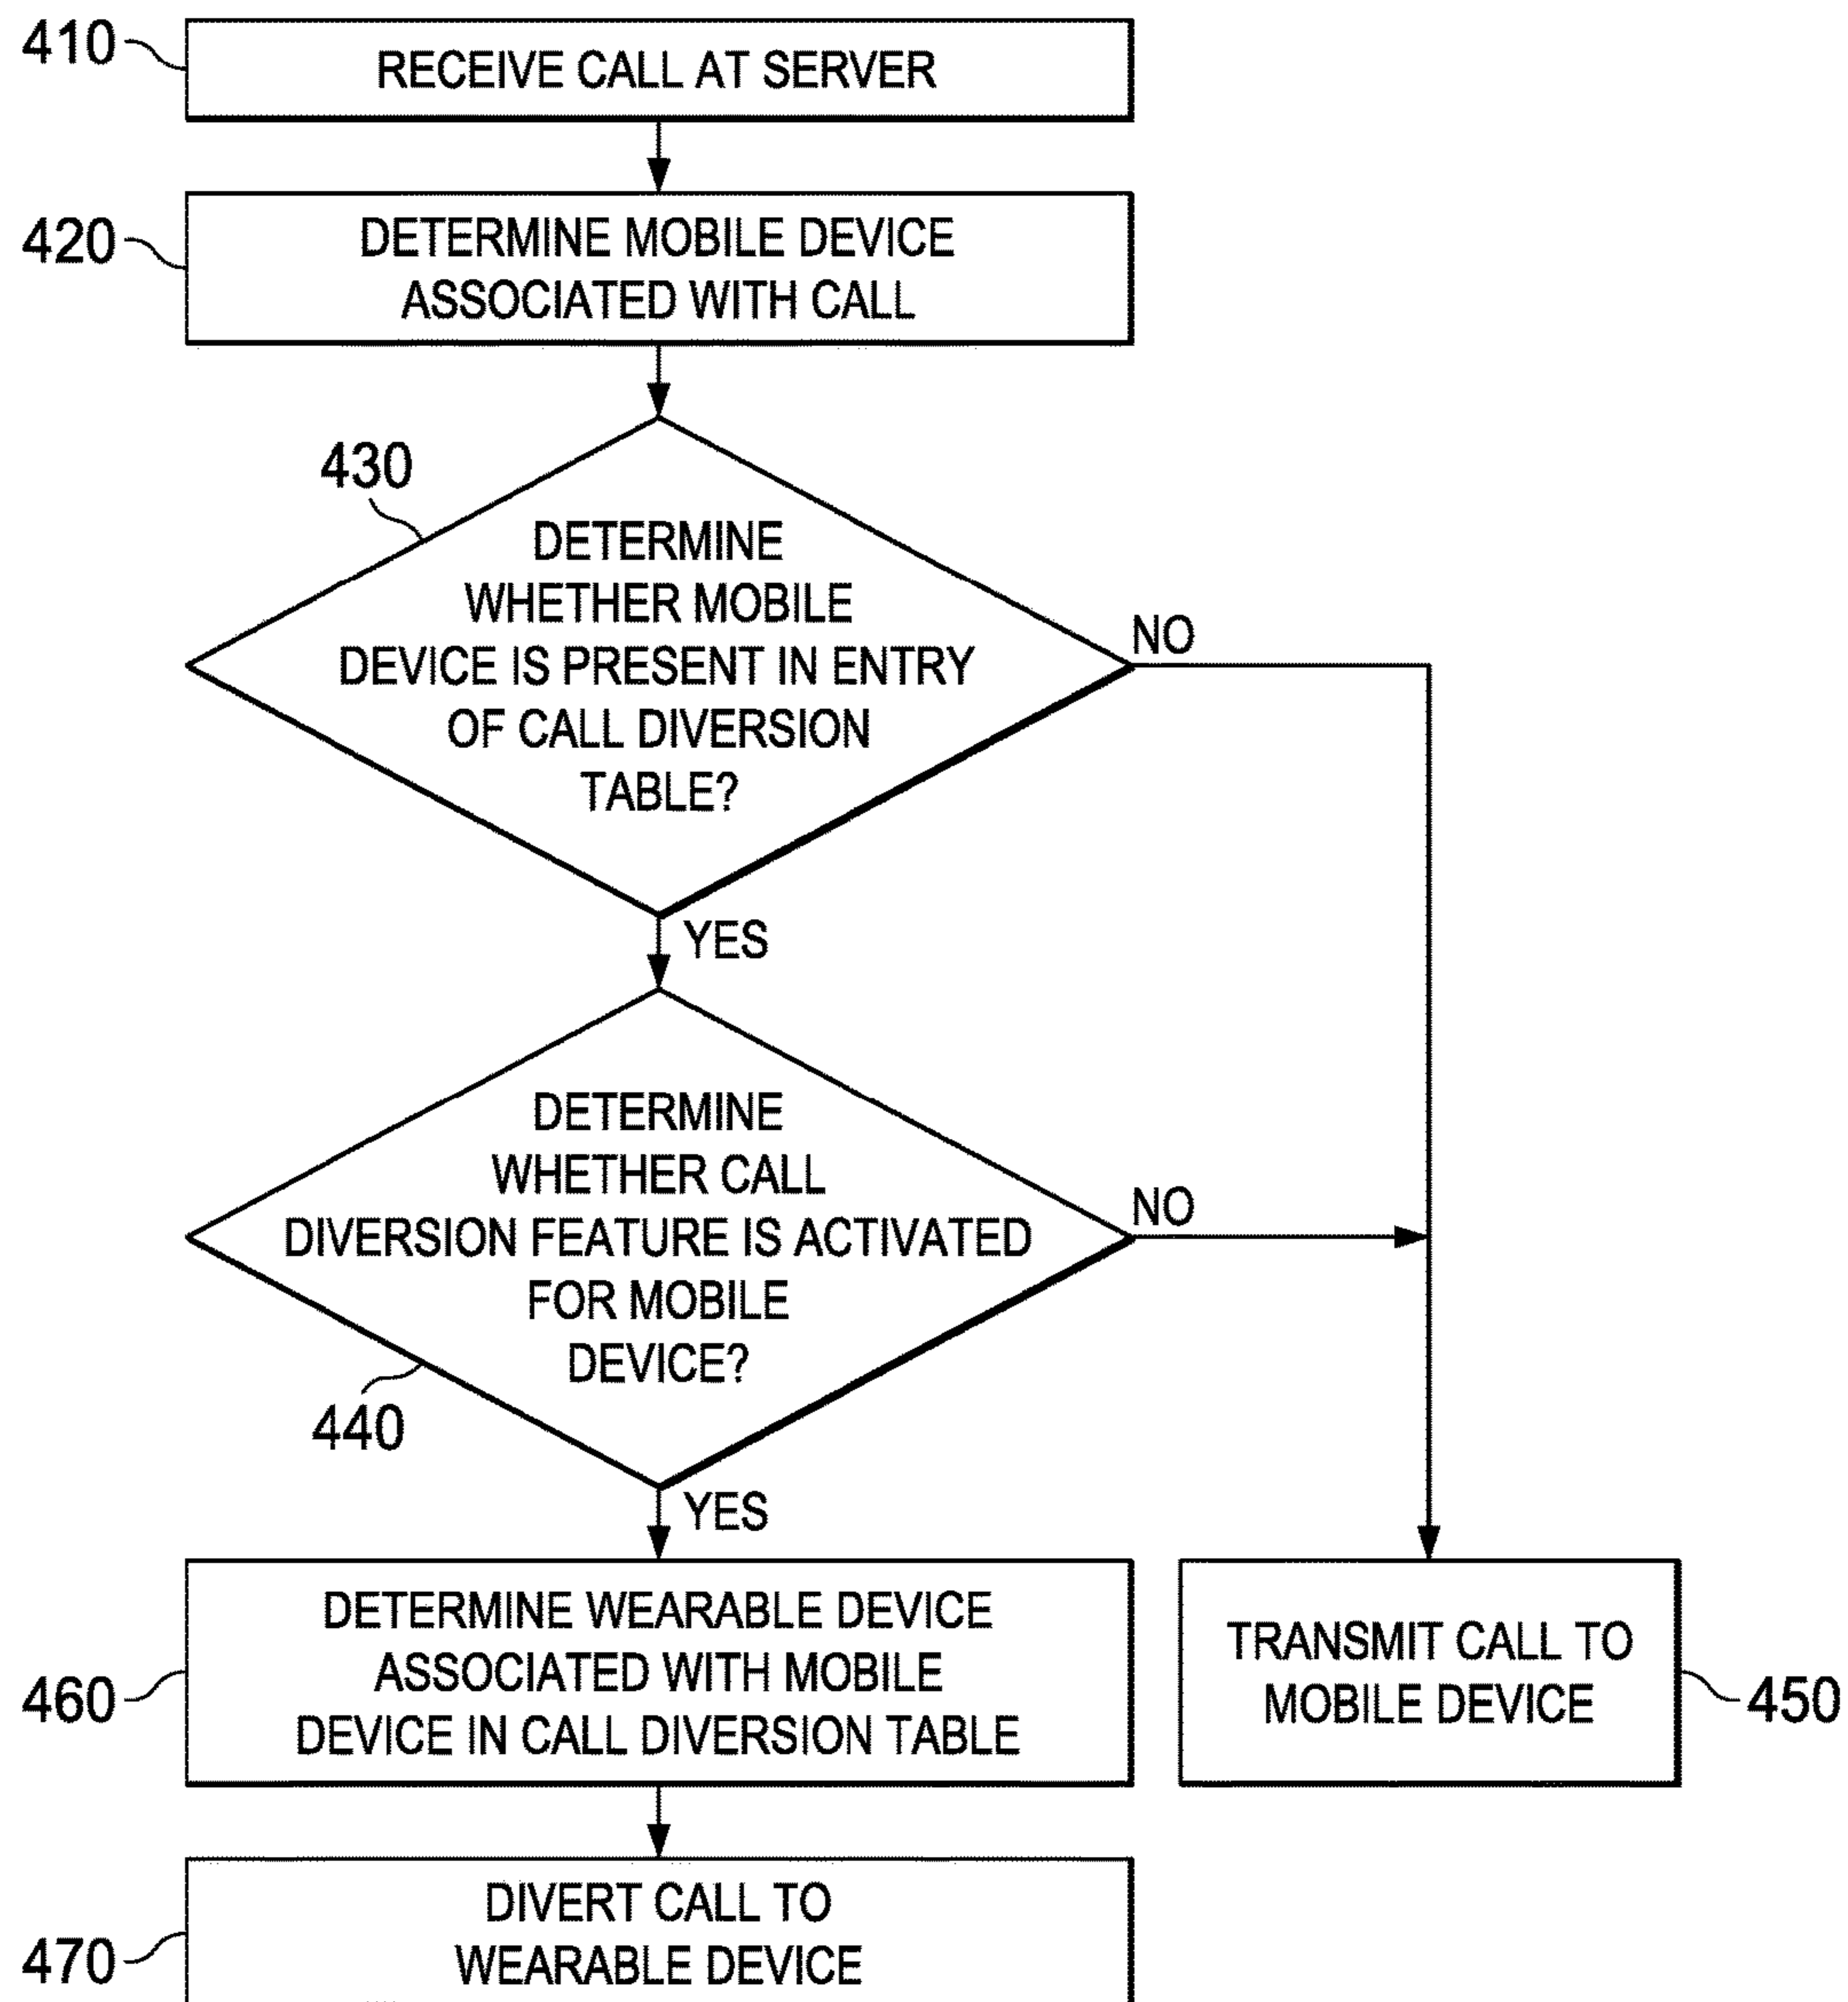 410
RECEIVE CALL AT SERVER
420
DETERMINE MOBILE DEVICE
ASSOCIATED WITH CALL
430
DETERMINE
WHETHER MOBILE
DEVICE IS PRESENT IN ENTRY
OF CALL DIVERSION
TABLE?
NO
YES
DETERMINE
WHETHER CALL
DIVERSION FEATURE IS ACTIVATED
FOR MOBILE
DEVICE?
NO
440
YES
460
DETERMINE WEARABLE DEVICE
ASSOCIATED WITH MOBILE
DEVICE IN CALL DIVERSION TABLE
TRANSMIT CALL TO
MOBILE DEVICE
450
470
DIVERT CALL TO
WEARABLE DEVICE